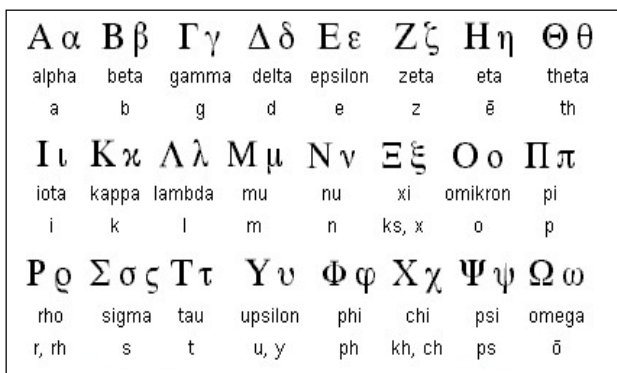 Α α Β β Γ γ Δ δ Ε ε Ζ ζ Η η Θ θ
alpha beta gamma delta epsilon zeta eta theta
a b g d e z ē th
Ι ι Κ ϰ Λ λ Μ μ Ν ν Ξ ξ Ο ο Π π
iota kappa lambda mu nu xi omikron pi
i k l m n ks, x o p
Ρ ϱ Σ σ ς Τ τ Υ υ Φ φ Χ χ Ψ ψ Ω ω
rho sigma tau upsilon phi chi psi omega
r, rh s t u, y ph kh, ch ps ō